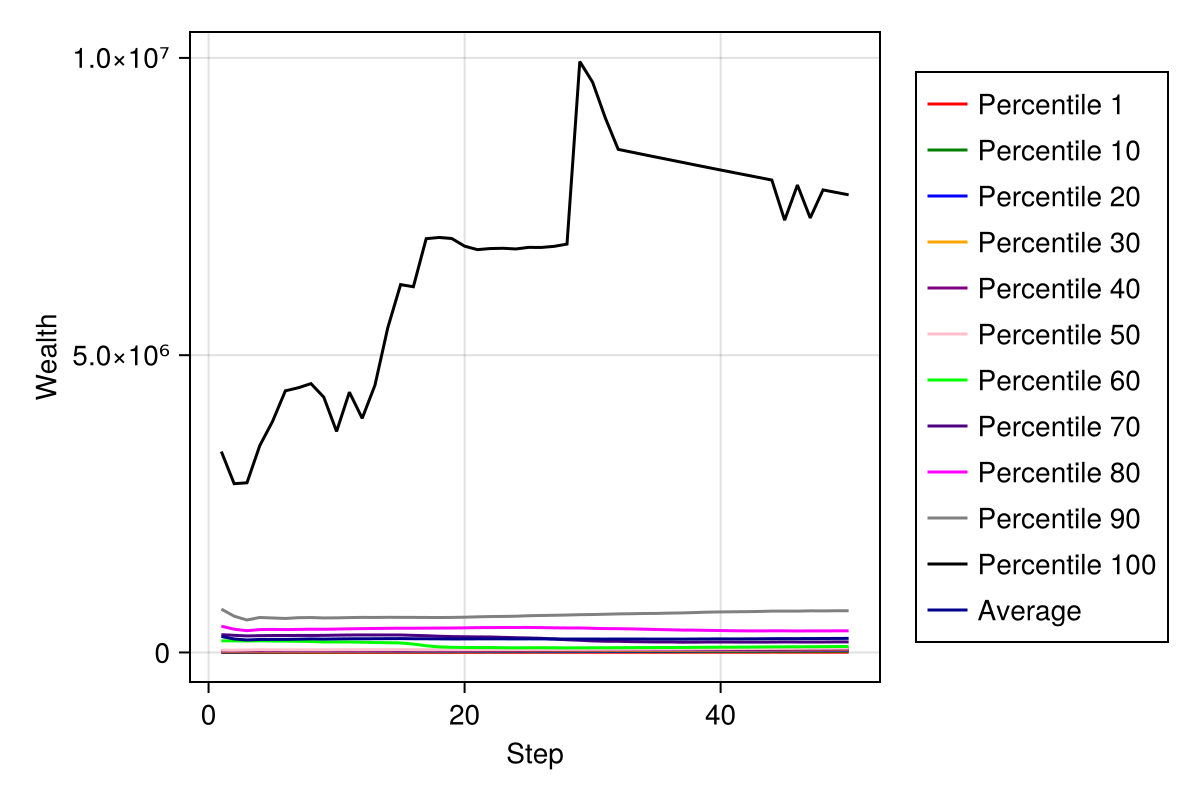 1.0×10⁷
5.0×10⁶
0
Wealth
0
20
40
Step
Percentile 1
Percentile 10
Percentile 20
Percentile 30
Percentile 40
Percentile 50
Percentile 60
Percentile 70
Percentile 80
Percentile 90
Percentile 100
Average